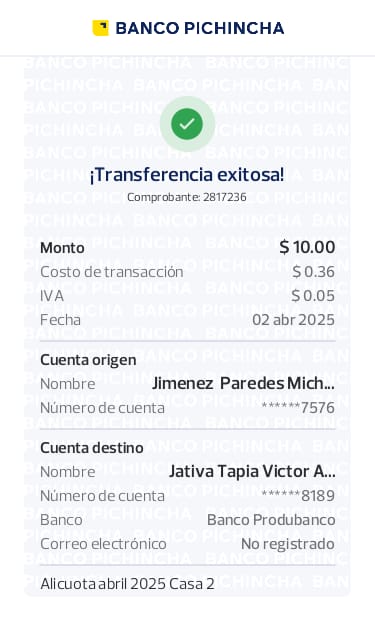 BANCO PICHINCHA
¡Transferencia exitosa!
Comprobante: 2817236
Monto $ 10.00
Costo de transacción $ 0.36
IVA $ 0.05
Fecha 02 abr 2025
Cuenta origen
Nombre Jimenez Paredes Mich...
Número de cuenta ******7576
Cuenta destino
Nombre Jativa Tapia Victor A...
Número de cuenta ******8189
Banco Banco Produbanco
Correo electrónico No registrado
Alicuota abril 2025 Casa 2